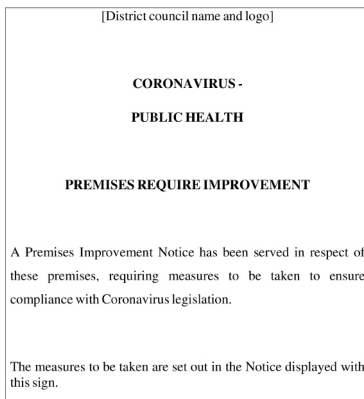 [District council name and logo]
CORONAVIRUS -
PUBLIC HEALTH
PREMISES REQUIRE IMPROVEMENT
A Premises Improvement Notice has been served in respect of
these premises, requiring measures to be taken to ensure
compliance with Coronavirus legislation.
The measures to be taken are set out in the Notice displayed with
this sign.